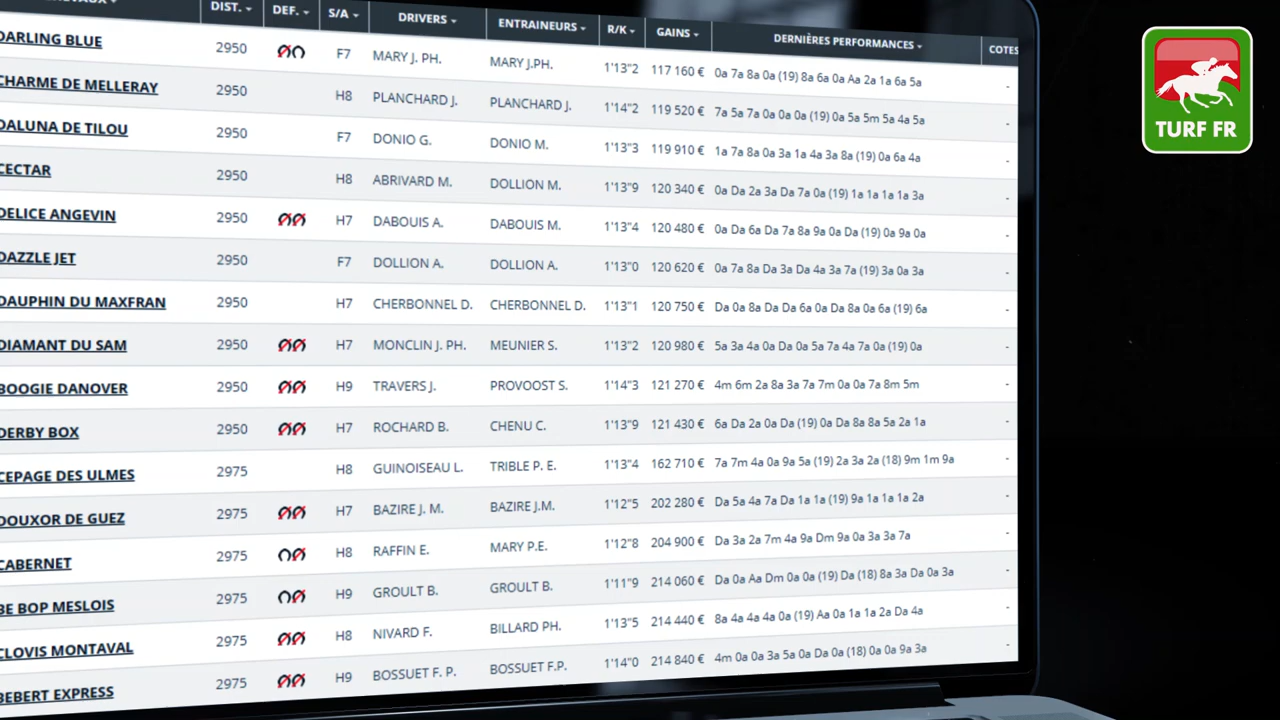 DIST. DEF. S/A DRIVERS ENTRAINEURS R/K GAINS DERNIÈRES PERFORMANCES COTES
DARLING BLUE 2950 F7 MARY J. PH. MARY J.PH. 1'13"2 117 160 € 0a 7a 8a 0a (19) 8a 6a 0a Aa 2a 1a 6a 5a -
CHARME DE MELLERAY 2950 H8 PLANCHARD J. PLANCHARD J. 1'14"2 119 520 € 7a 5a 7a 0a 0a 0a (19) 0a 5a 5m 5a 4a 5a -
DALUNA DE TILOU 2950 F7 DONIO G. DONIO M. 1'13"3 119 910 € 1a 7a 8a 0a 3a 1a 4a 3a 8a (19) 0a 6a 4a -
CECTAR 2950 H8 ABRIVARD M. DOLLION M. 1'13"9 120 340 € 0a Da 2a 3a Da 7a 0a (19) 1a 1a 1a 1a 3a -
DELICE ANGEVIN 2950 H7 DABOUIS A. DABOUIS M. 1'13"4 120 480 € 0a Da 6a Da 7a 8a 9a 0a Da (19) 0a 9a 0a -
DAZZLE JET 2950 F7 DOLLION A. DOLLION A. 1'13"0 120 620 € 0a 7a 8a Da 3a Da 4a 3a 7a (19) 3a 0a 3a -
DAUPHIN DU MAXFRAN 2950 H7 CHERBONNEL D. CHERBONNEL D. 1'13"1 120 750 € Da 0a 8a Da Da 6a 0a Da 8a 0a 6a (19) 6a -
DIAMANT DU SAM 2950 H7 MONCLIN J. PH. MEUNIER S. 1'13"2 120 980 € 5a 3a 4a 0a Da 0a 5a 7a 4a 7a 0a (19) 0a -
BOOGIE DANOVER 2950 H9 TRAVERS J. PROVOOST S. 1'14"3 121 270 € 4m 6m 2a 8a 3a 7a 7m 0a 0a 7a 8m 5m -
DERBY BOX 2950 H7 ROCHARD B. CHENU C. 1'13"9 121 430 € 6a Da 2a 0a Da (19) 0a Da 8a 8a 5a 2a 1a -
CEPAGE DES ULMES 2975 H8 GUINOISEAU L. TRIBLE P. E. 1'13"4 162 710 € 7a 7m 4a 0a 9a 5a (19) 2a 3a 2a (18) 9m 1m 9a -
DOUXOR DE GUEZ 2975 H7 BAZIRE J. M. BAZIRE J.M. 1'12"5 202 280 € Da 5a 4a 7a Da 1a 1a (19) 9a 1a 1a 1a 2a -
CABERNET 2975 H8 RAFFIN E. MARY P.E. 1'12"8 204 900 € Da 3a 2a 7m 4a 9a Dm 9a 0a 3a 3a 7a -
BE BOP MESLOIS 2975 H9 GROULT B. GROULT B. 1'11"9 214 060 € Da 0a Aa Dm 0a 0a (19) Da (18) 8a 3a Da 0a 3a -
CLOVIS MONTAVAL 2975 H8 NIVARD F. BILLARD PH. 1'13"5 214 440 € 8a 4a 4a 4a 0a (19) Aa 0a 1a 1a 2a Da 4a -
BEBERT EXPRESS 2975 H9 BOSSUET F. P. BOSSUET F.P. 1'14"0 214 840 € 4m 0a 0a 3a 5a 0a Da 0a (18) 0a 0a 9a 3a -
TURF FR